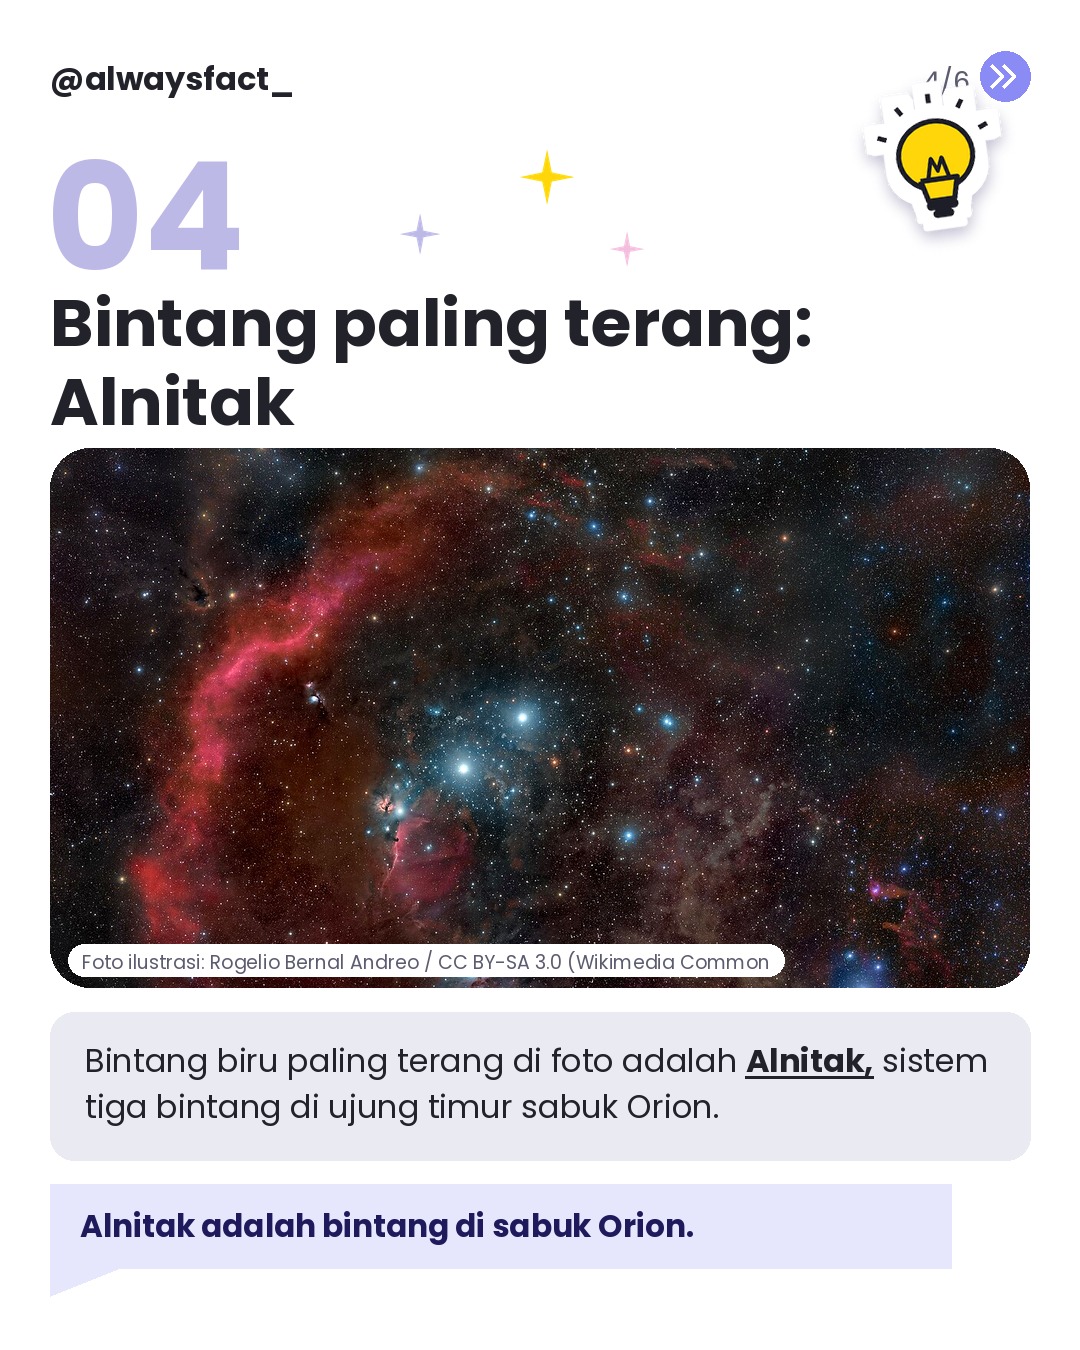 @alwaysfact_
4/6
04
Bintang paling terang:
Alnitak
Foto ilustrasi: Rogelio Bernal Andreo / CC BY-SA 3.0 (Wikimedia Common
Bintang biru paling terang di foto adalah Alnitak, sistem
tiga bintang di ujung timur sabuk Orion.
Alnitak adalah bintang di sabuk Orion.